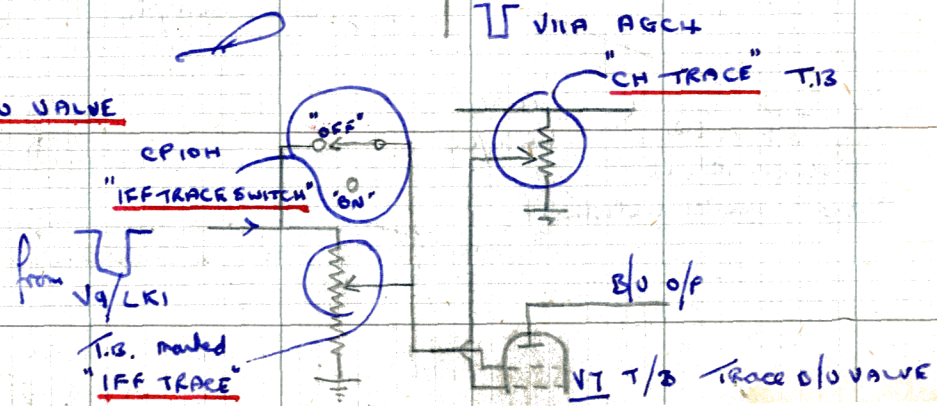 V11A AGC4
"CH TRACE" T.B
U VALVE
"OFF"
CP10H
"IFF TRACE SWITCH"
"ON"
from V9/LK1
B/U O/P
T.B. marked
"IFF TRACE"
V7 T/B TRACE B/U VALVE